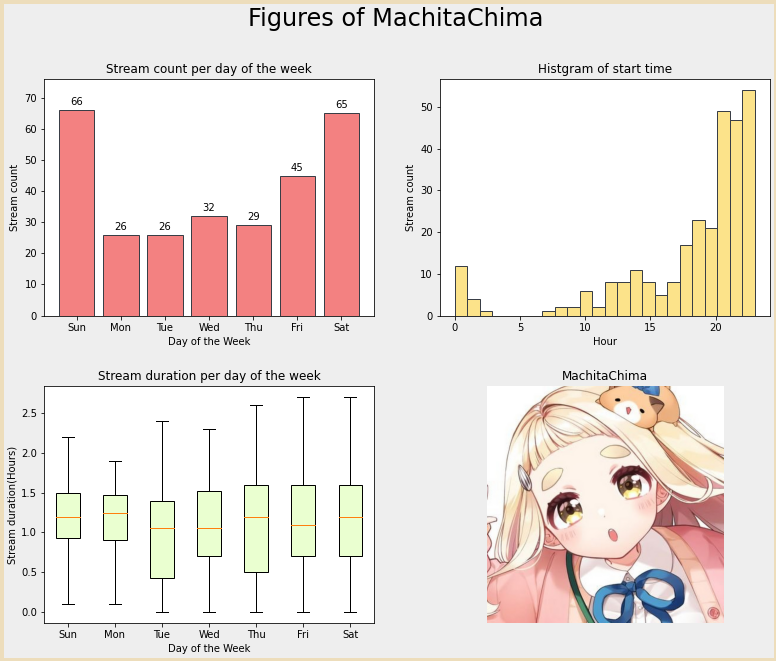 Figures of MachitaChima
Stream count per day of the week
Stream count
70
60
50
40
30
20
10
0
66
26
26
32
29
45
65
Sun Mon Tue Wed Thu Fri Sat
Day of the Week
Histgram of start time
Stream count
50
40
30
20
10
0
0 5 10 15 20
Hour
Stream duration per day of the week
Stream duration(Hours)
2.5
2.0
1.5
1.0
0.5
0.0
Sun Mon Tue Wed Thu Fri Sat
Day of the Week
MachitaChima